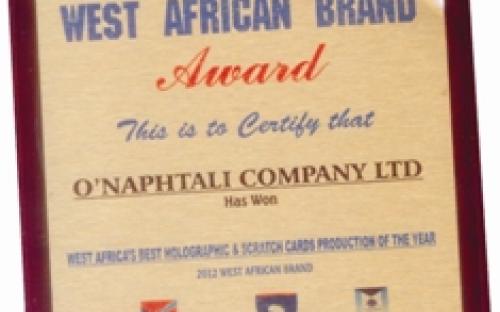 WEST AFRICAN BRAND
Award
This is to Certify that
O'NAPHTALI COMPANY LTD
Has Won
WEST AFRICA'S BEST HOLOGRAPHIC & SCRATCH CARDS PRODUCTION OF THE YEAR
2012 WEST AFRICAN BRAND